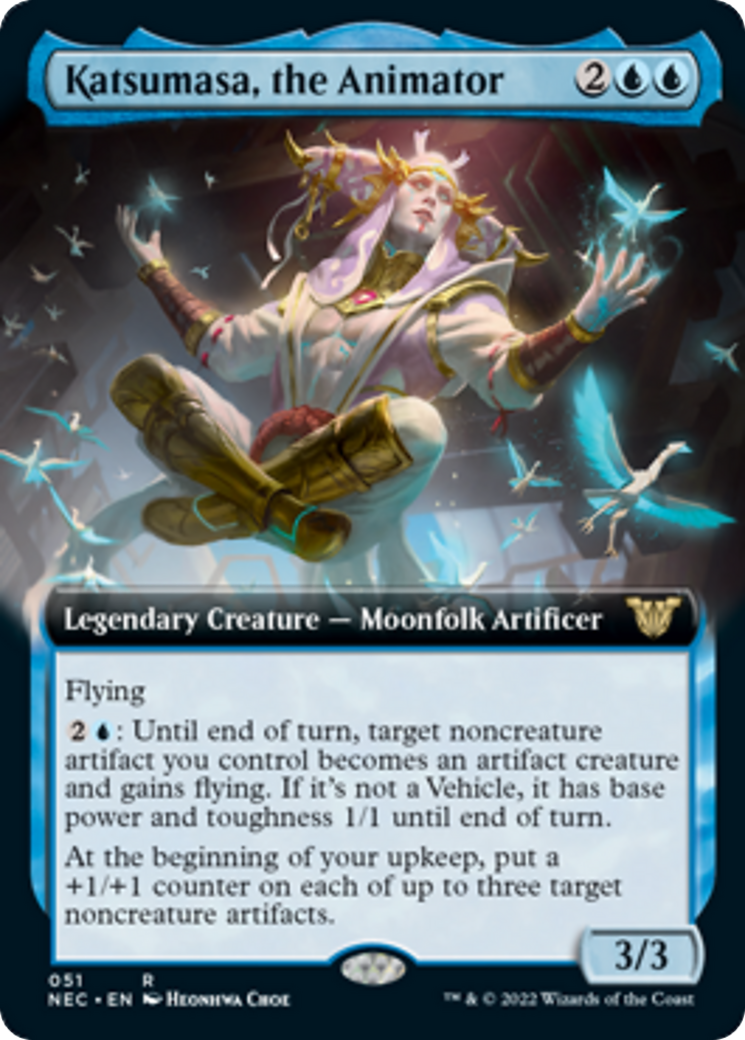 Katsumasa, the Animator 2
Legendary Creature — Moonfolk Artificer
Flying
2 : Until end of turn, target noncreature
artifact you control becomes an artifact creature
and gains flying. If it's not a Vehicle, it has base
power and toughness 1/1 until end of turn.
At the beginning of your upkeep, put a
+1/+1 counter on each of up to three target
noncreature artifacts.
3/3
051 R
NEC • EN Heonhwa Choe
™ & © 2022 Wizards of the Coast